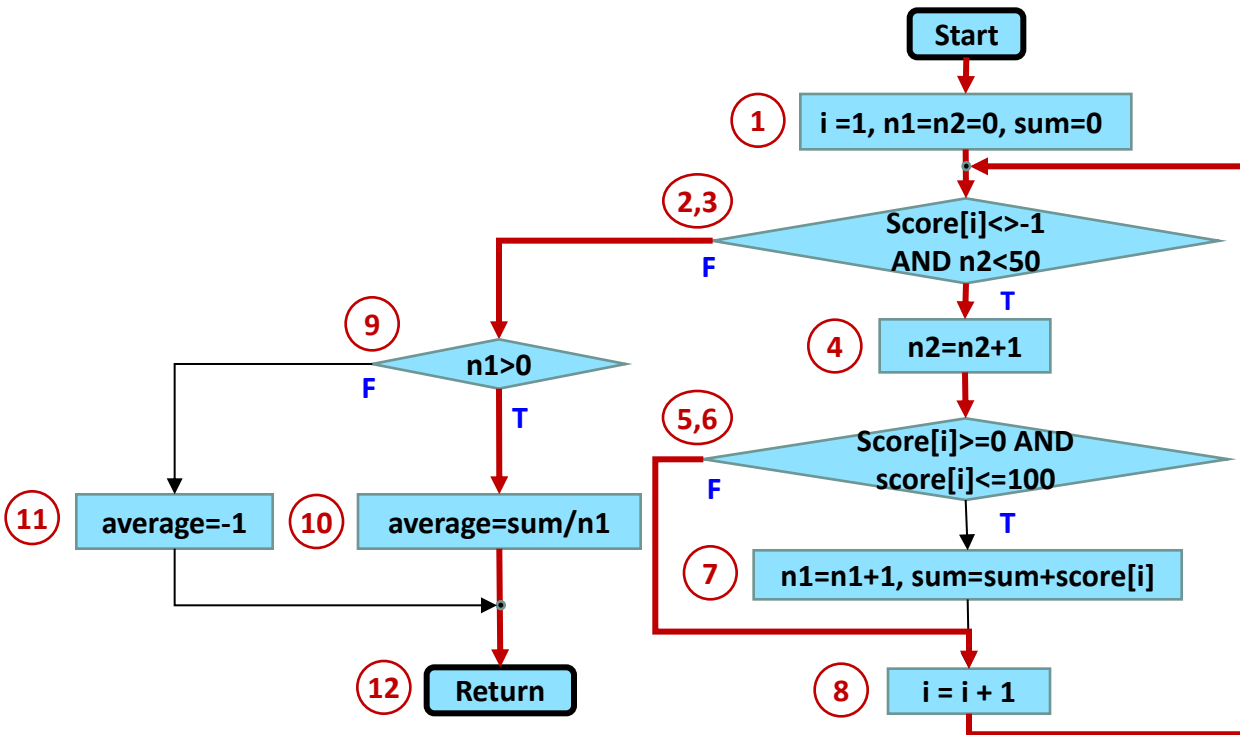 Start
1
i =1, n1=n2=0, sum=0
2,3
Score[i]<>-1
AND n2<50
F
T
9
n1>0
F
T
4
n2=n2+1
5,6
Score[i]>=0 AND
score[i]<=100
F
T
11
average=-1
10
average=sum/n1
7
n1=n1+1, sum=sum+score[i]
12
Return
8
i = i + 1